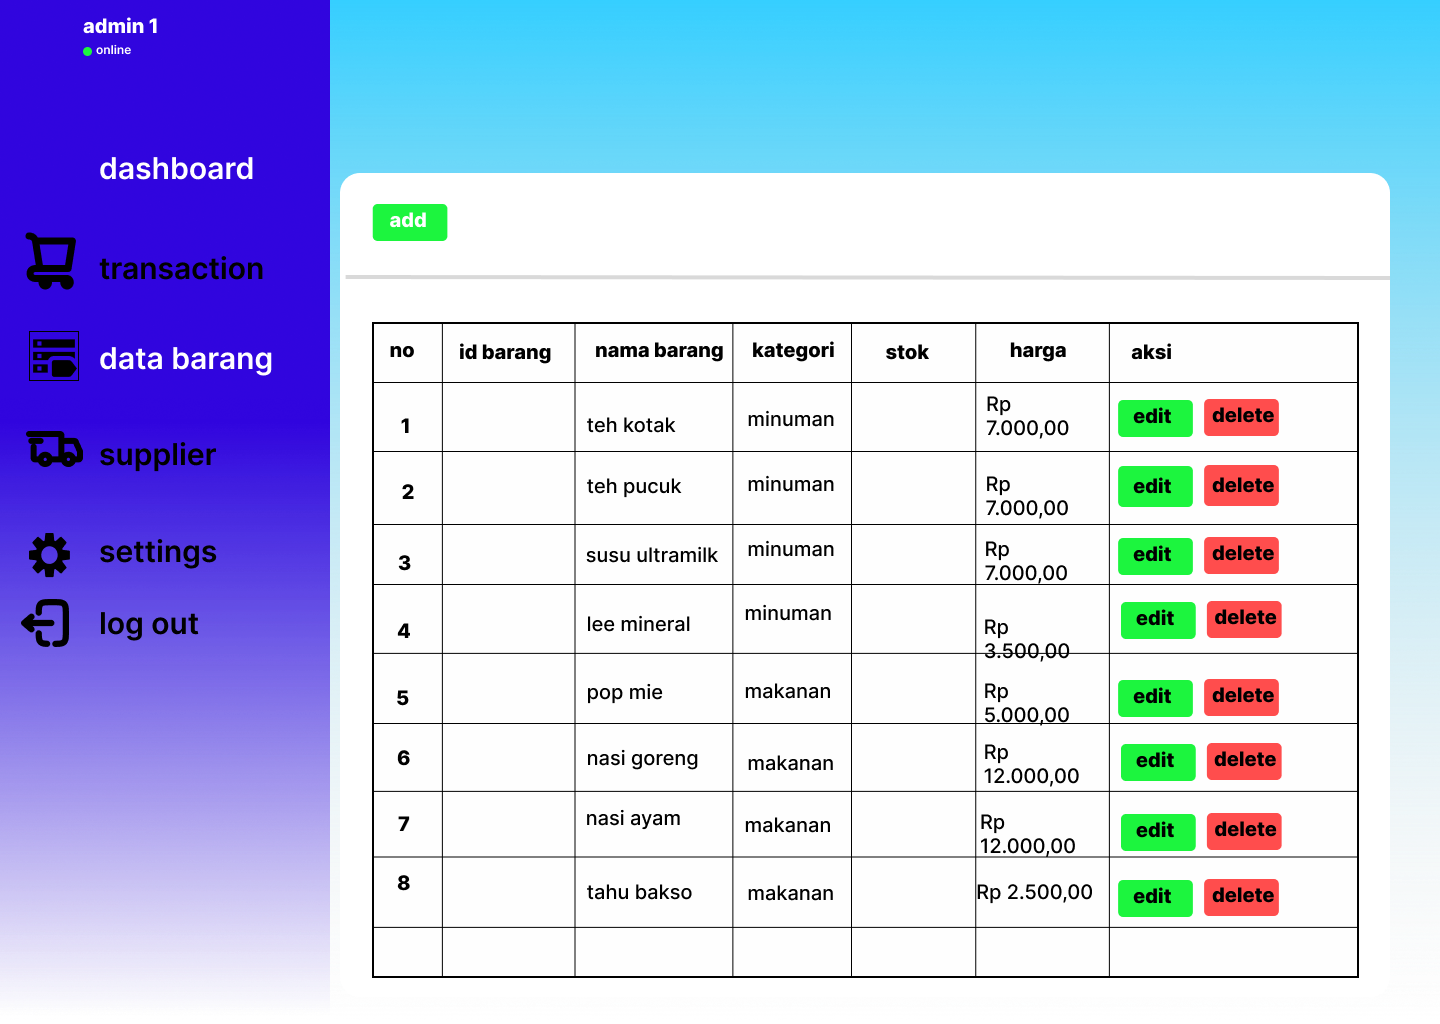 admin 1
online
dashboard
transaction
data barang
supplier
settings
log out
add
no id barang nama barang kategori stok harga aksi
1 teh kotak minuman Rp 7.000,00 edit delete
2 teh pucuk minuman Rp 7.000,00 edit delete
3 susu ultramilk minuman Rp 7.000,00 edit delete
4 lee mineral minuman Rp 3.500,00 edit delete
5 pop mie makanan Rp 5.000,00 edit delete
6 nasi goreng makanan Rp 12.000,00 edit delete
7 nasi ayam makanan Rp 12.000,00 edit delete
8 tahu bakso makanan Rp 2.500,00 edit delete